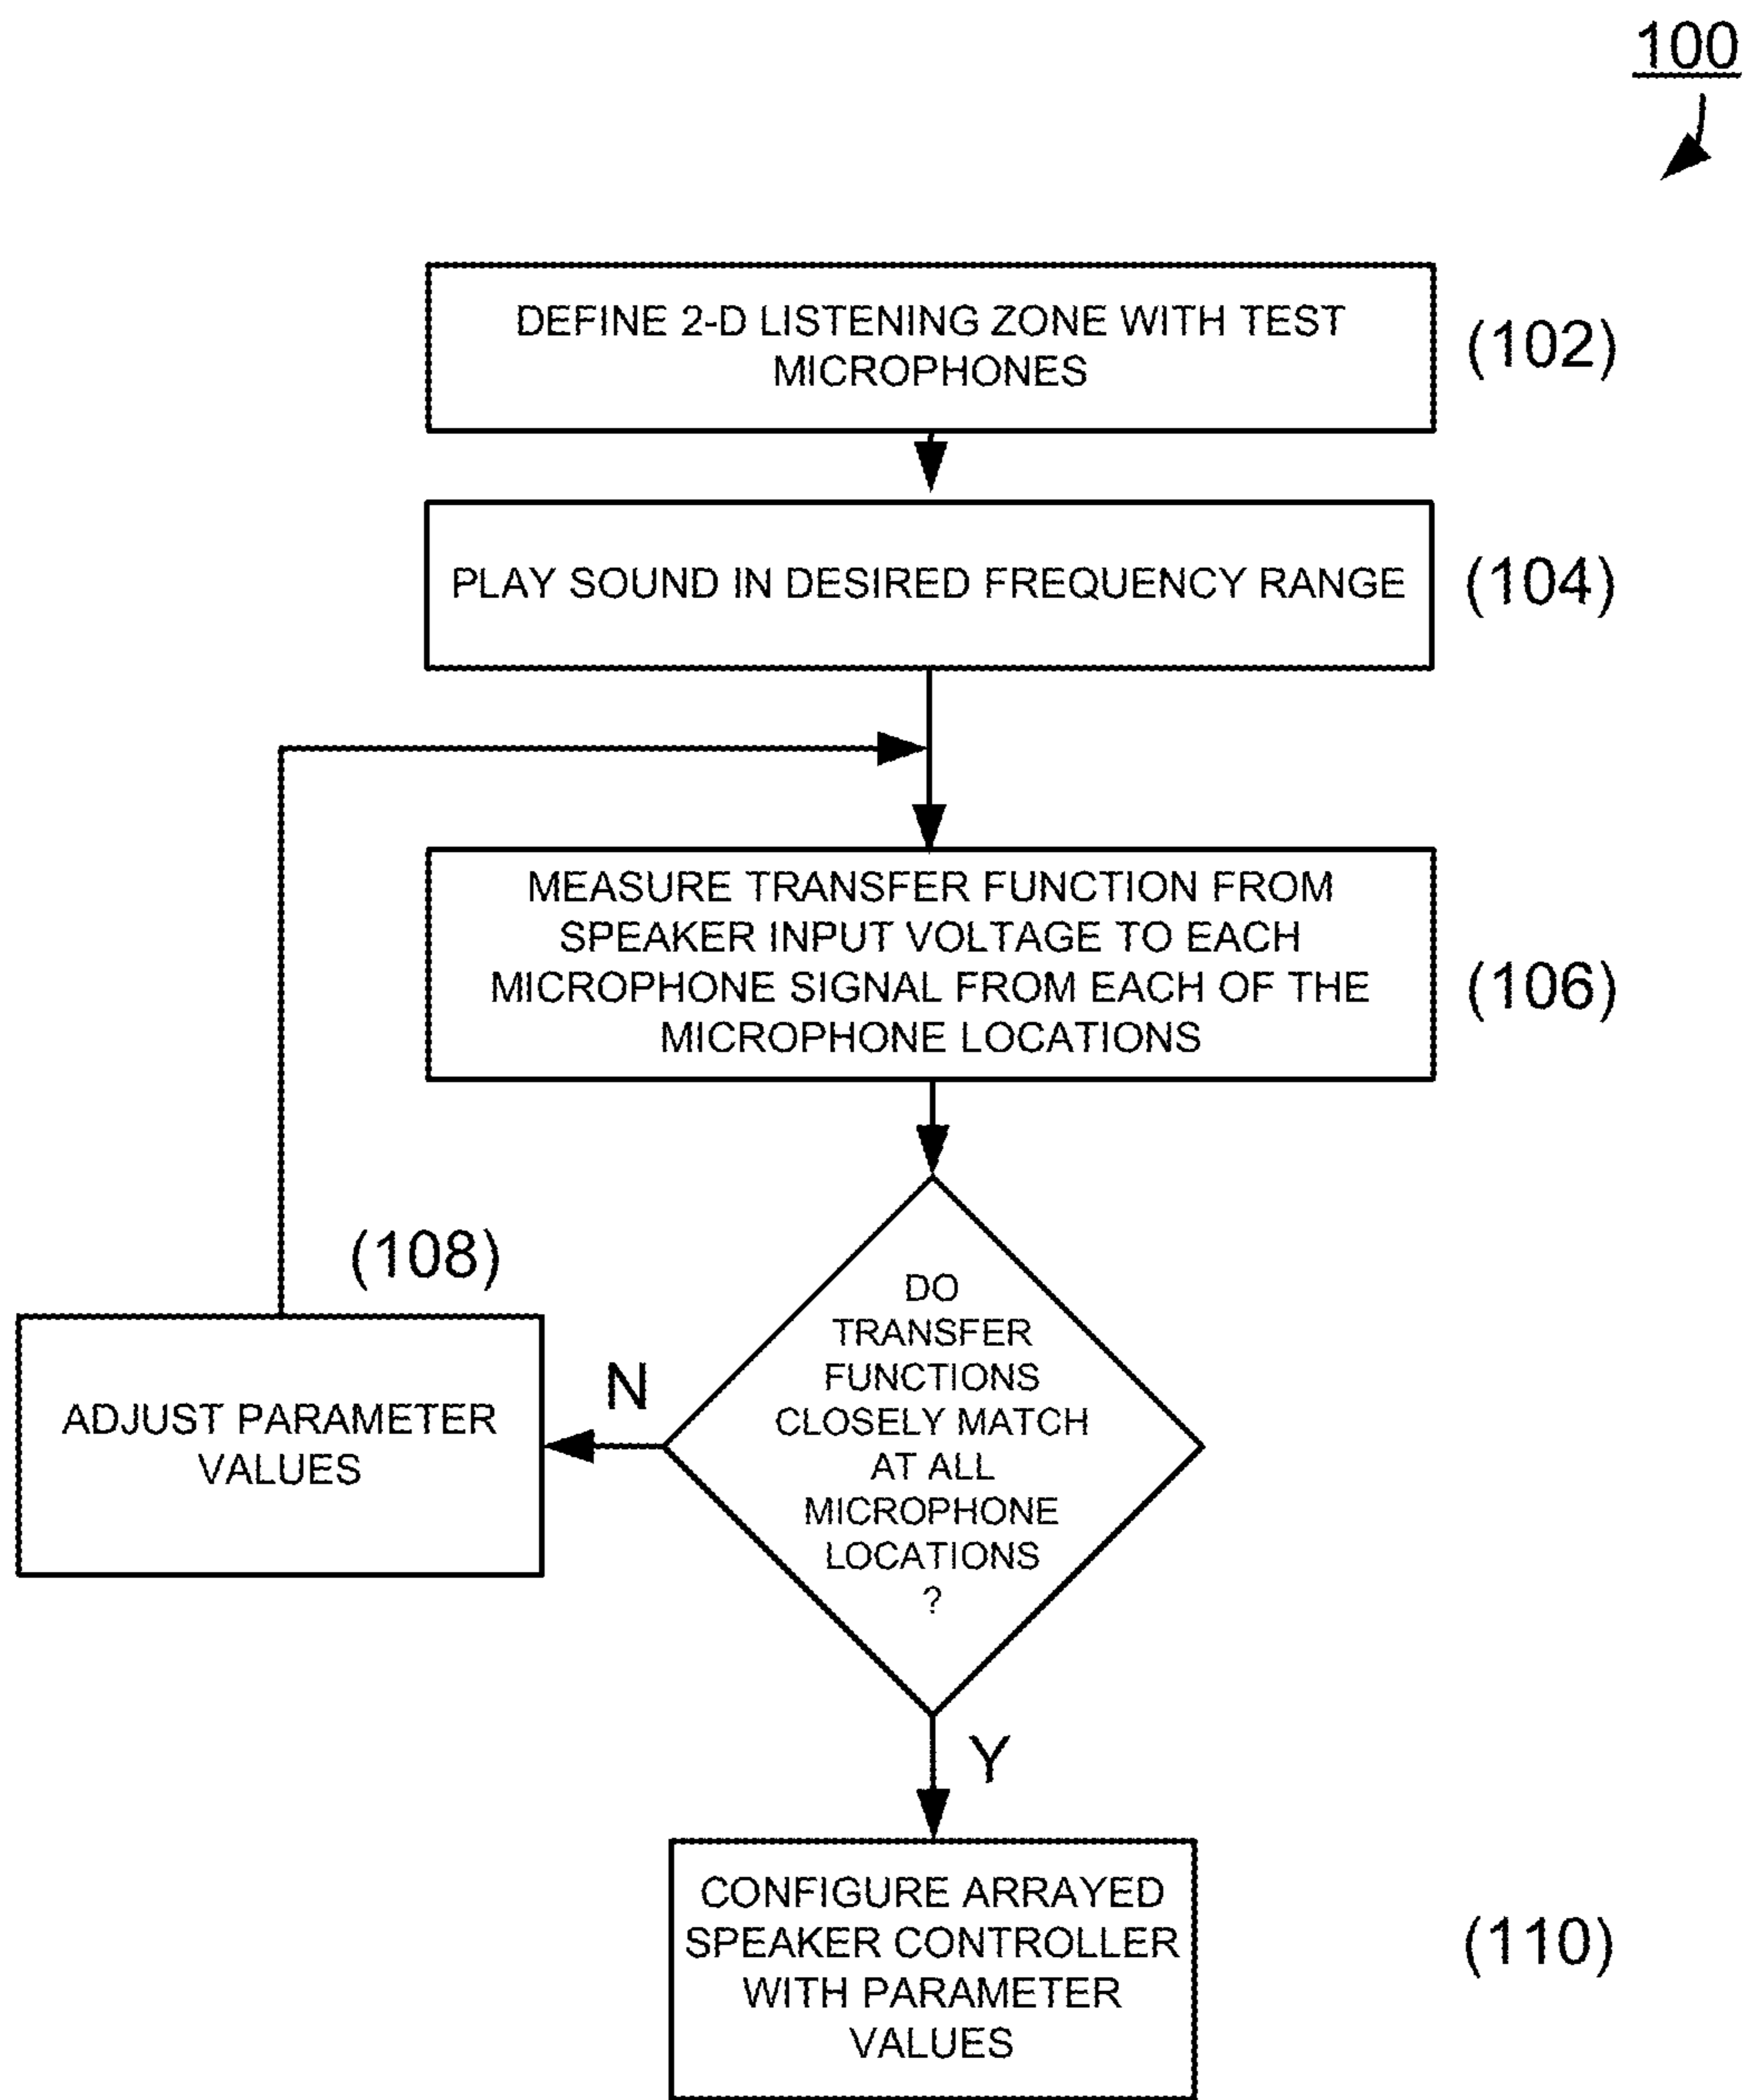 100
DEFINE 2-D LISTENING ZONE WITH TEST
MICROPHONES
(102)
PLAY SOUND IN DESIRED FREQUENCY RANGE
(104)
MEASURE TRANSFER FUNCTION FROM
SPEAKER INPUT VOLTAGE TO EACH
MICROPHONE SIGNAL FROM EACH OF THE
MICROPHONE LOCATIONS
(106)
(108)
ADJUST PARAMETER
VALUES
N
DO
TRANSFER
FUNCTIONS
CLOSELY MATCH
AT ALL
MICROPHONE
LOCATIONS
?
Y
CONFIGURE ARRAYED
SPEAKER CONTROLLER
WITH PARAMETER
VALUES
(110)